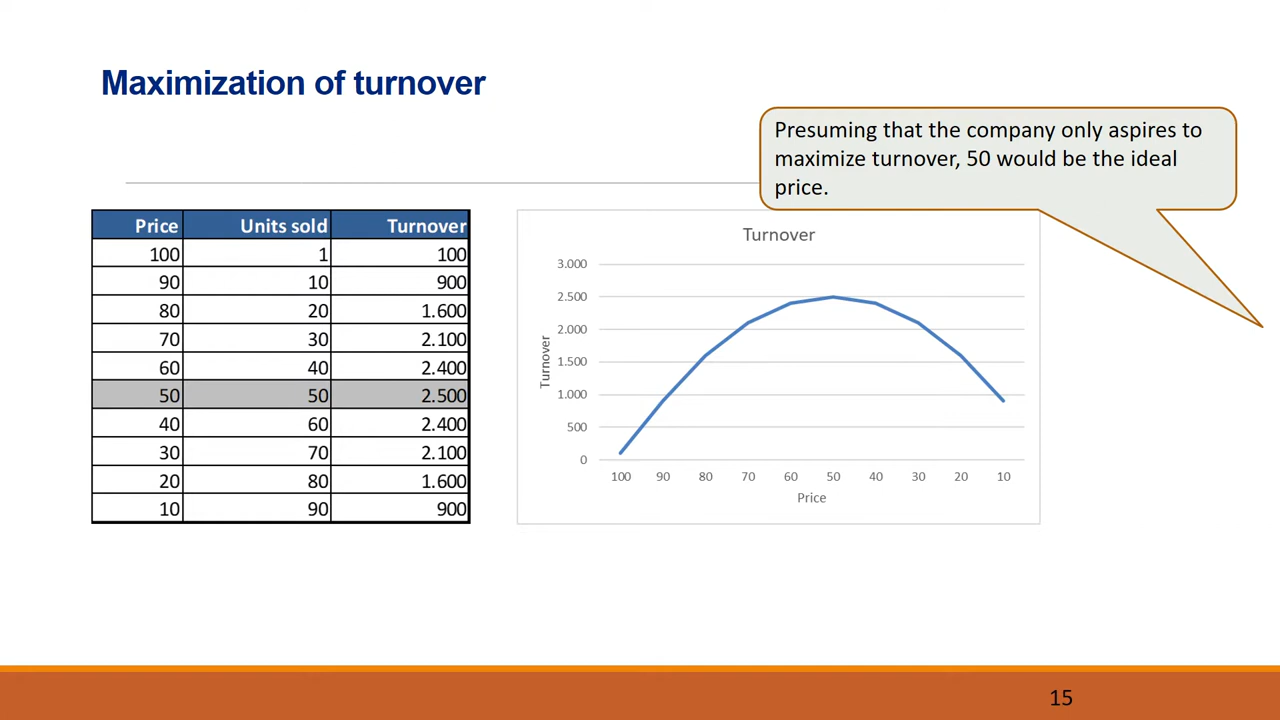 Maximization of turnover
Presuming that the company only aspires to
maximize turnover, 50 would be the ideal
price.
Price Units sold Turnover
100 1 100
90 10 900
80 20 1.600
70 30 2.100
60 40 2.400
50 50 2.500
40 60 2.400
30 70 2.100
20 80 1.600
10 90 900
Turnover
3.000
2.500
2.000
1.500
1.000
500
0
Turnover
100 90 80 70 60 50 40 30 20 10
Price
15